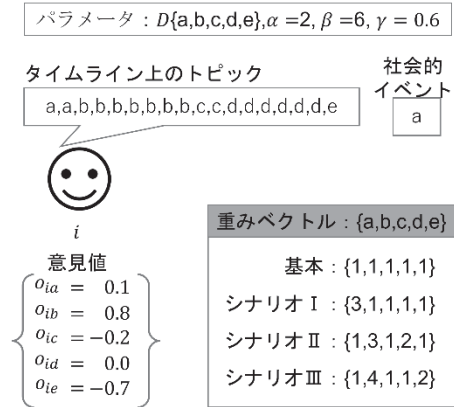 パラメータ：D{a,b,c,d,e},α=2, β=6, γ = 0.6
タイムライン上のトピック
社会的
イベント
a,a,b,b,b,b,b,b,b,b,c,c,d,d,d,d,d,d,e
a
i
意見値
o_ia = 0.1
o_ib = 0.8
o_ic = −0.2
o_id = 0.0
o_ie = −0.7
重みベクトル：{a,b,c,d,e}
基本：{1,1,1,1,1}
シナリオⅠ：{3,1,1,1,1}
シナリオⅡ：{1,3,1,2,1}
シナリオⅢ：{1,4,1,1,2}